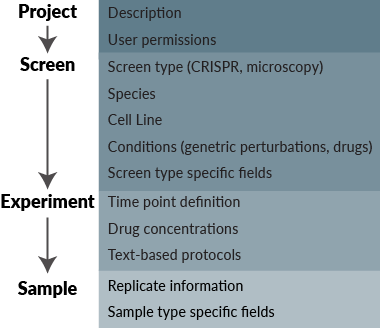 Project
Description
User permissions
Screen
Screen type (CRISPR, microscopy)
Species
Cell Line
Conditions (genetric perturbations, drugs)
Screen type specific fields
Experiment
Time point definition
Drug concentrations
Text-based protocols
Sample
Replicate information
Sample type specific fields